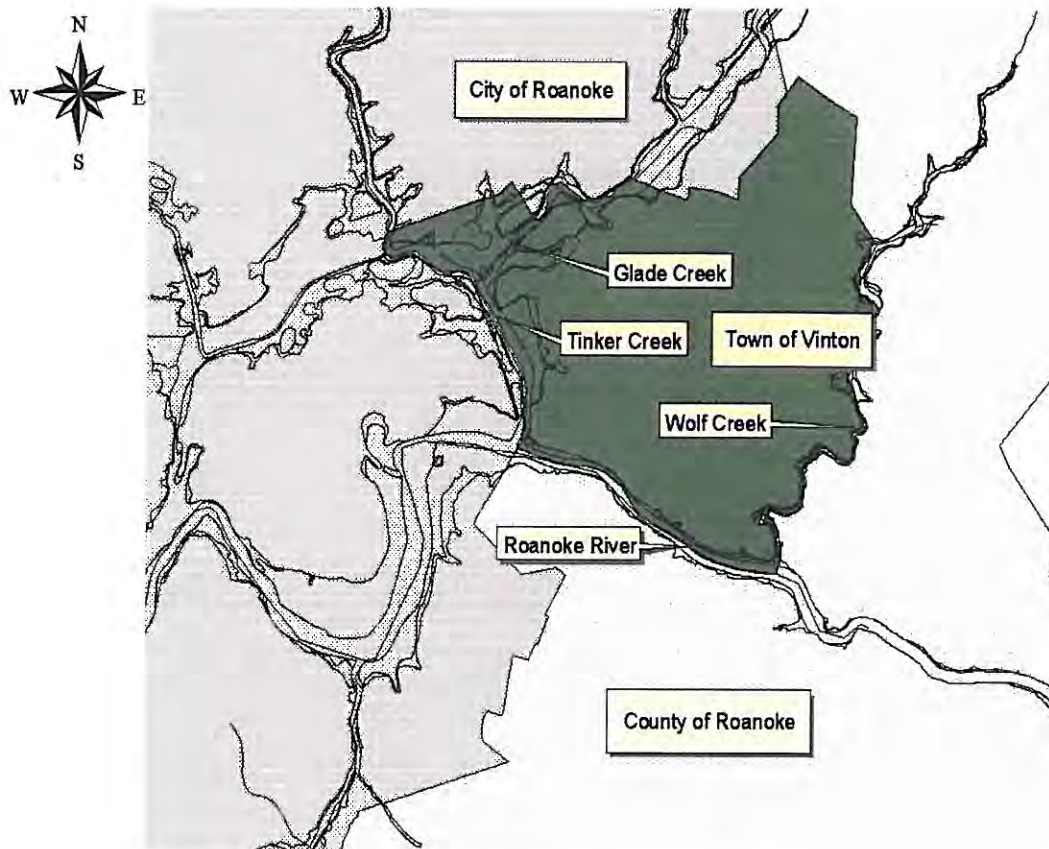 N
W E
S
City of Roanoke
Glade Creek
Tinker Creek
Town of Vinton
Wolf Creek
Roanoke River
County of Roanoke